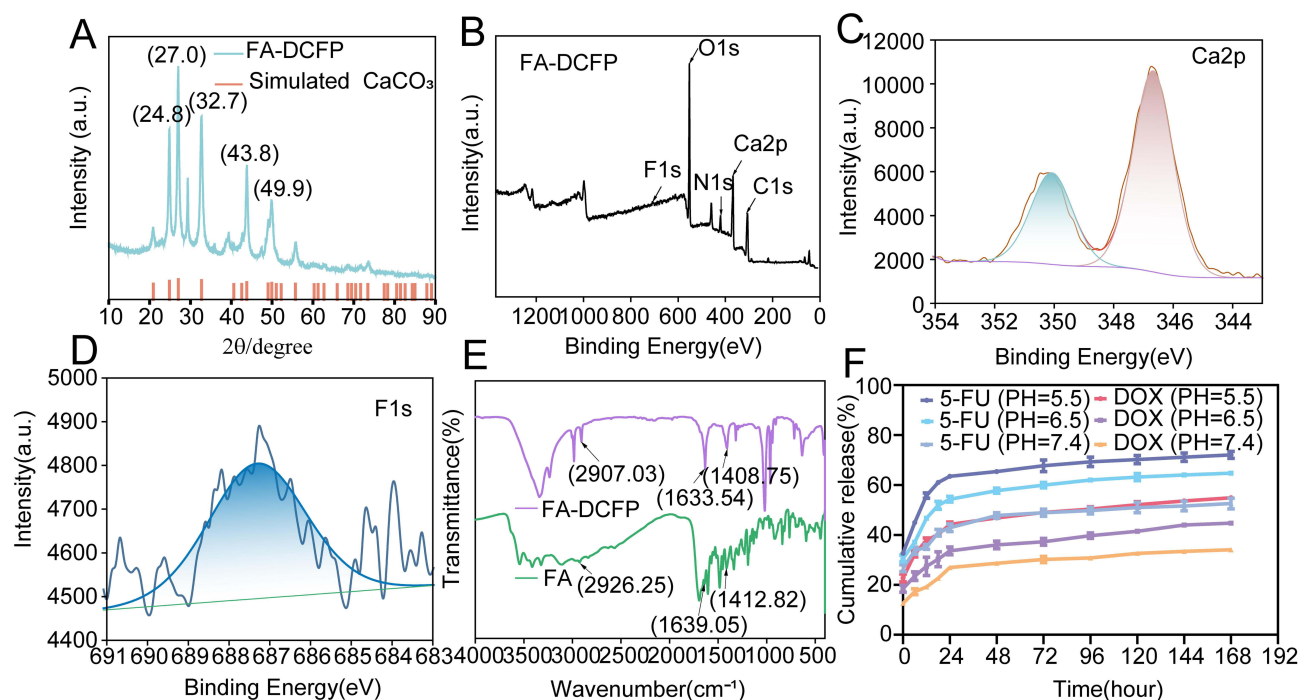 A
Intensity (a.u.)
(27.0)
FA-DCFP
Simulated CaCO₃
(24.8)
(32.7)
(43.8)
(49.9)
10 20 30 40 50 60 70 80 90
2θ/degree
B
Intensity(a.u.)
FA-DCFP
O1s
Ca2p
F1s
N1s
C1s
1200 1000 800 600 400 200 0
Binding Energy(eV)
C
Intensity(a.u.)
Ca2p
12000
10000
8000
6000
4000
2000
0
354 352 350 348 346 344
Binding Energy(eV)
D
Intensity(a.u.)
F1s
5000
4900
4800
4700
4600
4500
4400
691 690 689 688 687 686 685 684 683
Binding Energy(eV)
E
Transmittance(%)
(2907.03)
(1408.75)
(1633.54)
FA-DCFP
FA
(2926.25)
(1412.82)
(1639.05)
4000 3500 3000 2500 2000 1500 1000 500
Wavenumber(cm⁻¹)
F
Cumulative release(%)
100
80
60
40
20
0
5-FU (PH=5.5) DOX (PH=5.5)
5-FU (PH=6.5) DOX (PH=6.5)
5-FU (PH=7.4) DOX (PH=7.4)
0 24 48 72 96 120 144 168 192
Time(hour)